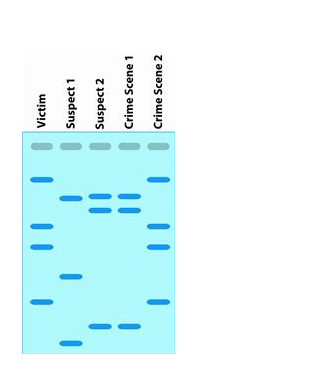 Victim
Suspect 1
Suspect 2
Crime Scene 1
Crime Scene 2